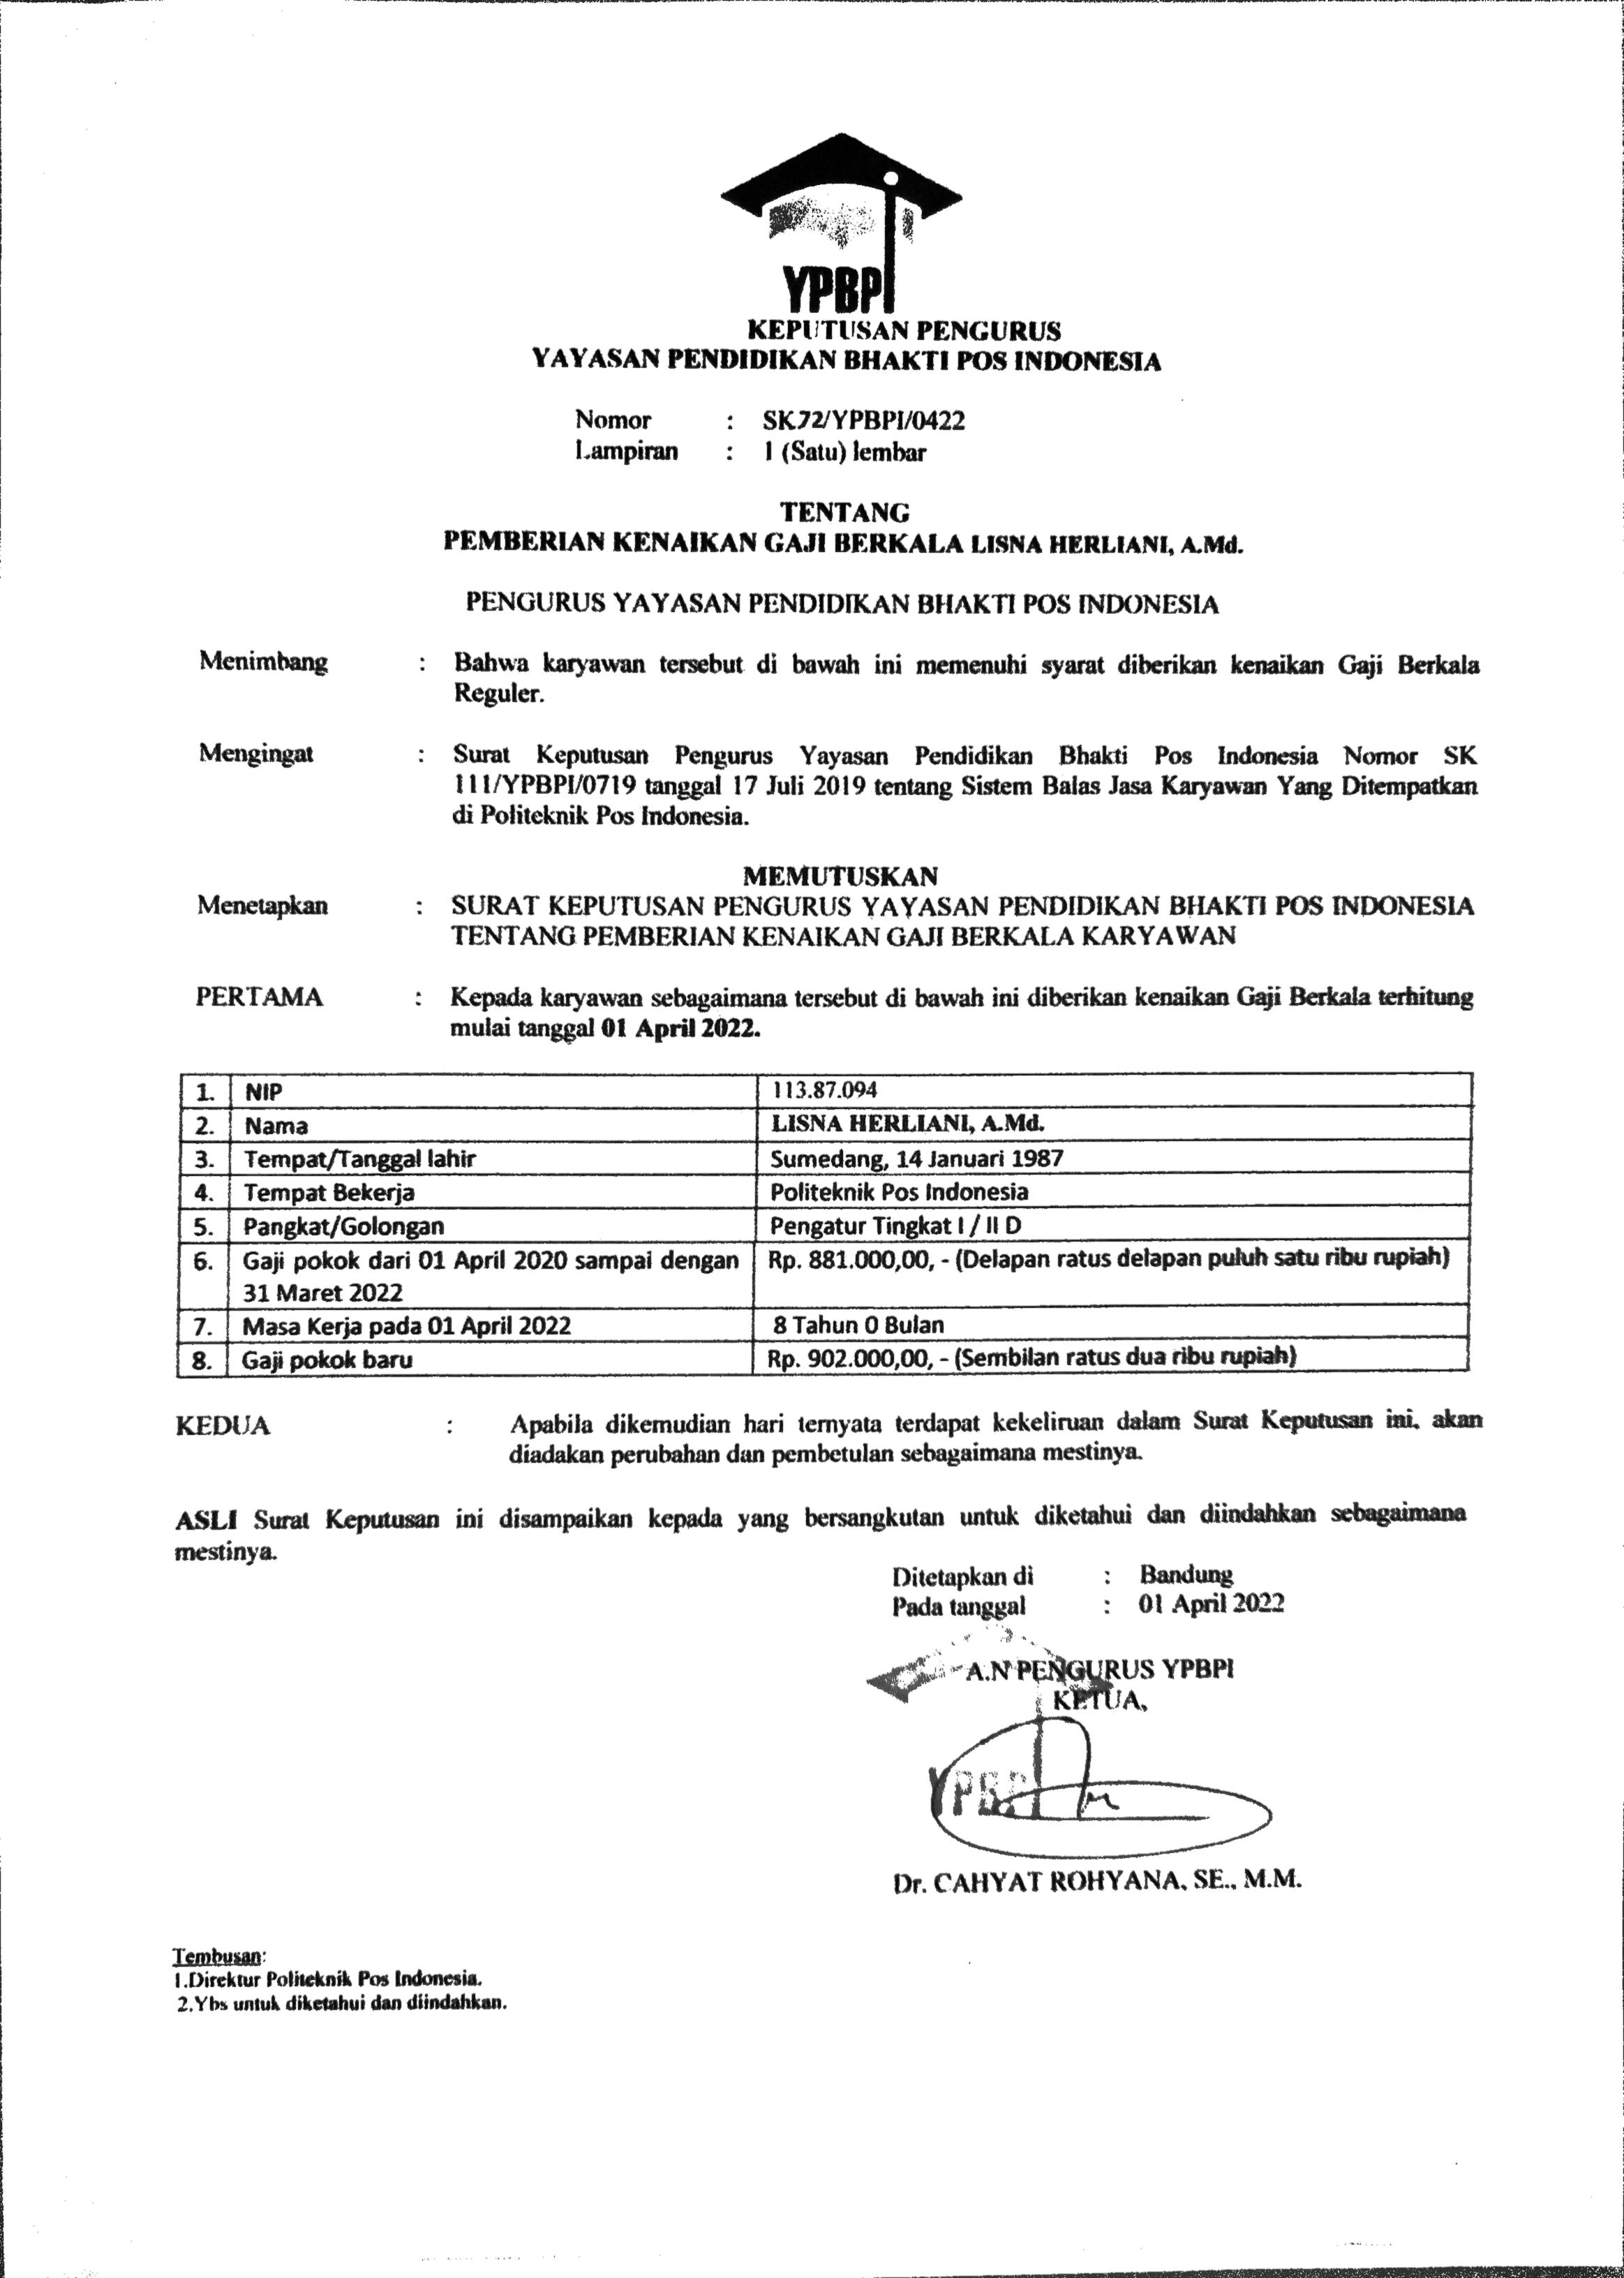 YPBPI
KEPUTUSAN PENGURUS
YAYASAN PENDIDIKAN BHAKTI POS INDONESIA
Nomor : SK.72/YPBPI/0422
Lampiran : 1 (Satu) lembar
TENTANG
PEMBERIAN KENAIKAN GAJI BERKALA LISNA HERLIANI, A.Md.
PENGURUS YAYASAN PENDIDIKAN BHAKTI POS INDONESIA
Menimbang : Bahwa karyawan tersebut di bawah ini memenuhi syarat diberikan kenaikan Gaji Berkala
Reguler.
Mengingat : Surat Keputusan Pengurus Yayasan Pendidikan Bhakti Pos Indonesia Nomor SK
111/YPBPI/0719 tanggal 17 Juli 2019 tentang Sistem Balas Jasa Karyawan Yang Ditempatkan
di Politeknik Pos Indonesia.
MEMUTUSKAN
Menetapkan : SURAT KEPUTUSAN PENGURUS YAYASAN PENDIDIKAN BHAKTI POS INDONESIA
TENTANG PEMBERIAN KENAIKAN GAJI BERKALA KARYAWAN
PERTAMA : Kepada karyawan sebagaimana tersebut di bawah ini diberikan kenaikan Gaji Berkala terhitung
mulai tanggal 01 April 2022.
1. NIP 113.87.094
2. Nama LISNA HERLIANI, A.Md.
3. Tempat/Tanggal lahir Sumedang, 14 Januari 1987
4. Tempat Bekerja Politeknik Pos Indonesia
5. Pangkat/Golongan Pengatur Tingkat I / II D
6. Gaji pokok dari 01 April 2020 sampai dengan Rp. 881.000,00, - (Delapan ratus delapan puluh satu ribu rupiah)
31 Maret 2022
7. Masa Kerja pada 01 April 2022 8 Tahun 0 Bulan
8. Gaji pokok baru Rp. 902.000,00, - (Sembilan ratus dua ribu rupiah)
KEDUA : Apabila dikemudian hari ternyata terdapat kekeliruan dalam Surat Keputusan ini, akan
diadakan perubahan dan pembetulan sebagaimana mestinya.
ASLI Surat Keputusan ini disampaikan kepada yang bersangkutan untuk diketahui dan diindahkan sebagaimana
mestinya.
Ditetapkan di : Bandung
Pada tanggal : 01 April 2022
A.N PENGURUS YPBPI
KETUA,
YPBPI
Dr. CAHYAT ROHYANA, SE., M.M.
Tembusan:
1.Direktur Politeknik Pos Indonesia.
2.Ybs untuk diketahui dan diindahkan.